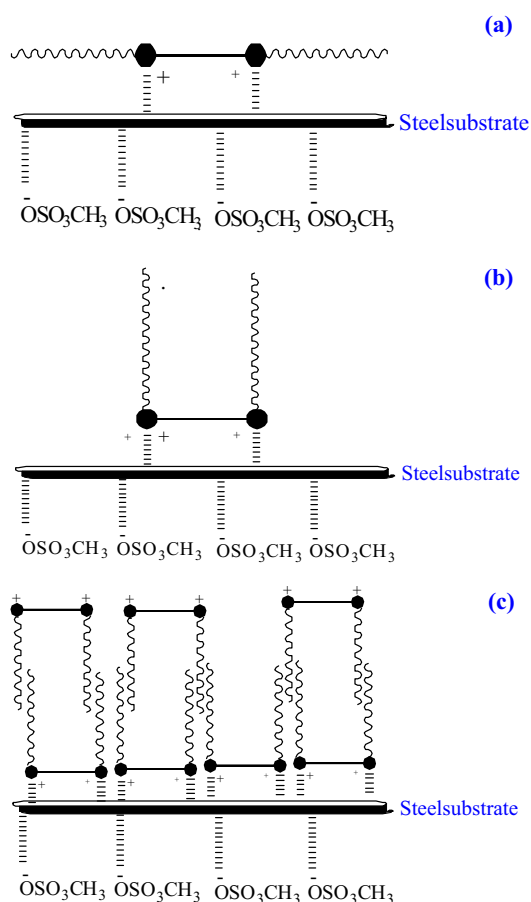 (a)
+ +
Steelsubstrate
- - - -
OSO₃CH₃ OSO₃CH₃ OSO₃CH₃ OSO₃CH₃
(b)
+ + +
Steelsubstrate
- - - -
OSO₃CH₃ OSO₃CH₃ OSO₃CH₃ OSO₃CH₃
(c)
+ + + + + +
+ + + + + + + +
Steelsubstrate
- - - -
OSO₃CH₃ OSO₃CH₃ OSO₃CH₃ OSO₃CH₃